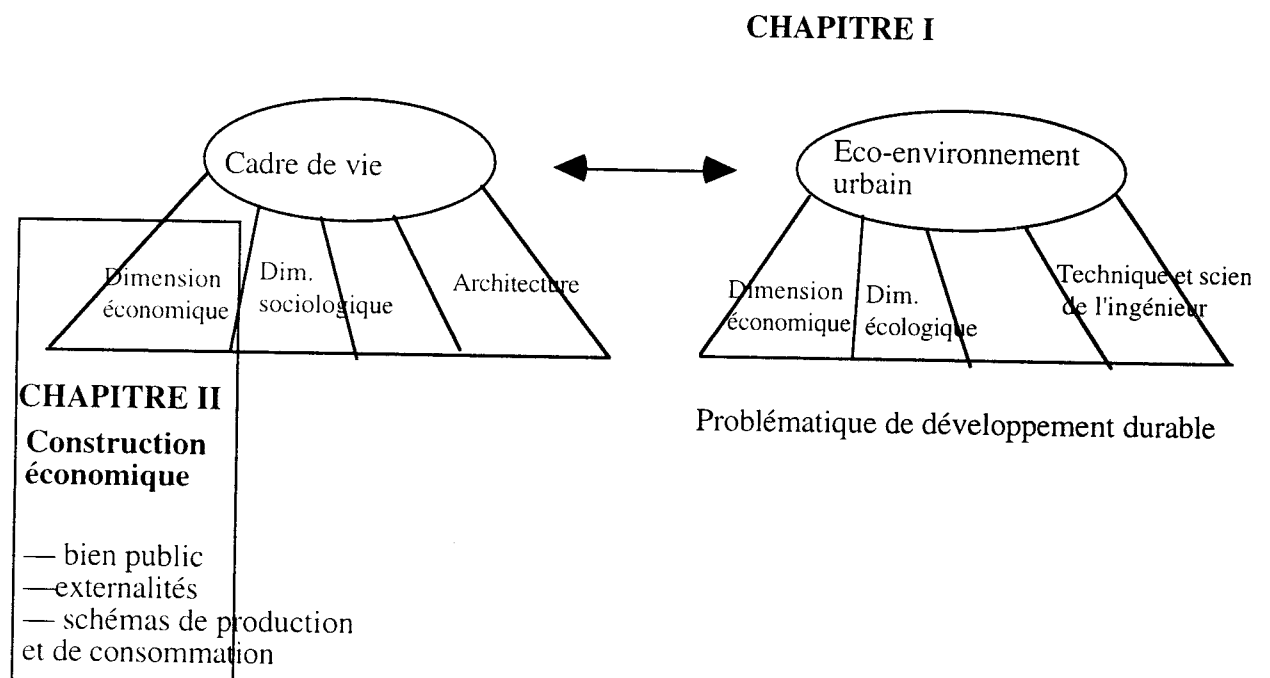 CHAPITRE I
Cadre de vie
Eco-environnement
urbain
Dimension
économique
Dim.
sociologique
Architecture
Dimension
économique
Dim.
écologique
Technique et scien
de l'ingénieur
CHAPITRE II
Construction
économique
Problématique de développement durable
— bien public
—externalités
— schémas de production
et de consommation